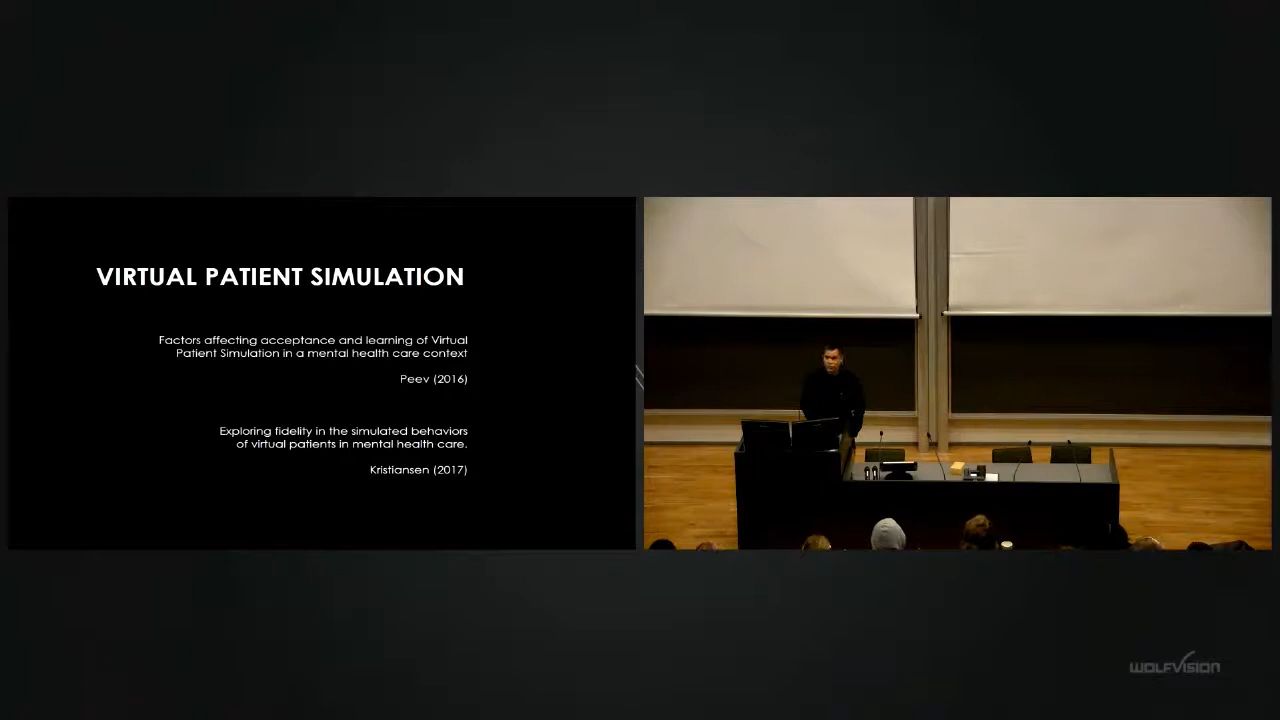 VIRTUAL PATIENT SIMULATION
Factors affecting acceptance and learning of Virtual
Patient Simulation in a mental health care context
Peev (2016)
Exploring fidelity in the simulated behaviors
of virtual patients in mental health care.
Kristiansen (2017)
WOLFVISION